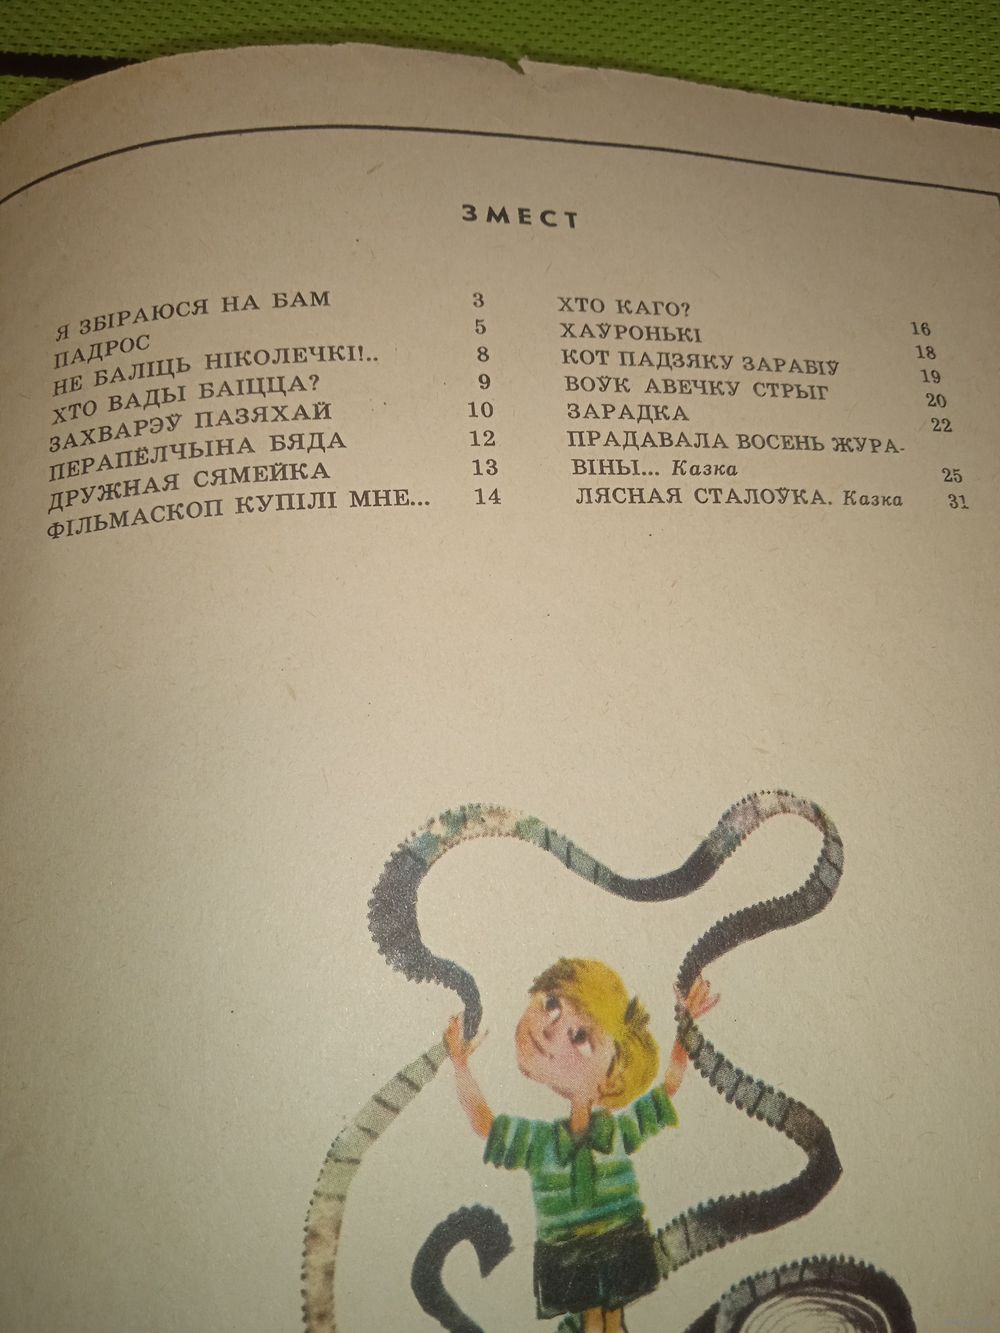 ЗМЕСТ
Я ЗБІРАЮСЯ НА БАМ 3
ПАДРОС 5
НЕ БАЛІЦЬ НІКОЛЕЧКІ!.. 8
ХТО ВАДЫ БАІЦЦА? 9
ЗАХВАРЭЎ ПАЗЯХАЙ 10
ПЕРАПЁЛЧЫНА БЯДА 12
ДРУЖНАЯ СЯМЕЙКА 13
ФІЛЬМАСКОП КУПІЛІ МНЕ... 14
ХТО КАГО? 16
ХАЎРОНЬКІ 18
КОТ ПАДЗЯКУ ЗАРАБІЎ 19
ВОЎК АВЕЧКУ СТРЫГ 20
ЗАРАДКА 22
ПРАДАВАЛА ВОСЕНЬ ЖУРА-
ВІНЫ... Казка 25
ЛЯСНАЯ СТАЛОЎКА. Казка 31